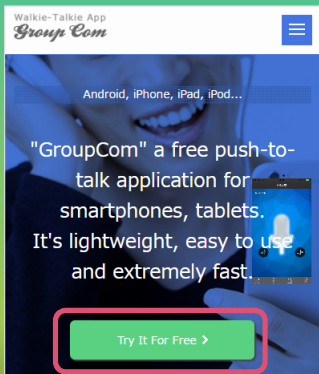 Walkie-Talkie App
Group Com
Android, iPhone, iPad, iPod...
"GroupCom" a free push-to-
talk application for
smartphones, tablets.
It's lightweight, easy to use
and extremely fast.
Try It For Free